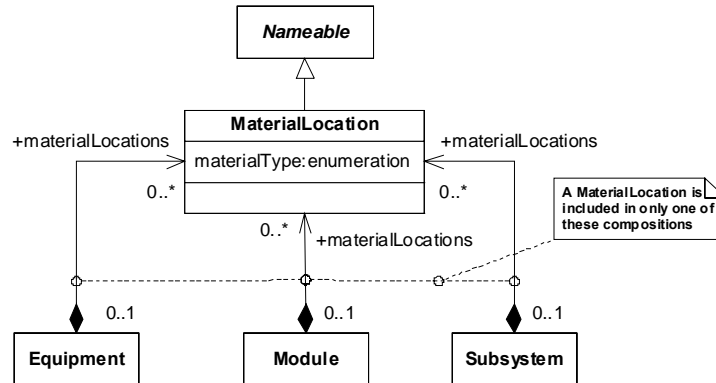 Nameable
MaterialLocation
+materialLocations
+materialLocations
materialType:enumeration
0..*
0..*
A MaterialLocation is
included in only one of
these compositions
0..*
+materialLocations
0..1
0..1
0..1
Equipment
Module
Subsystem